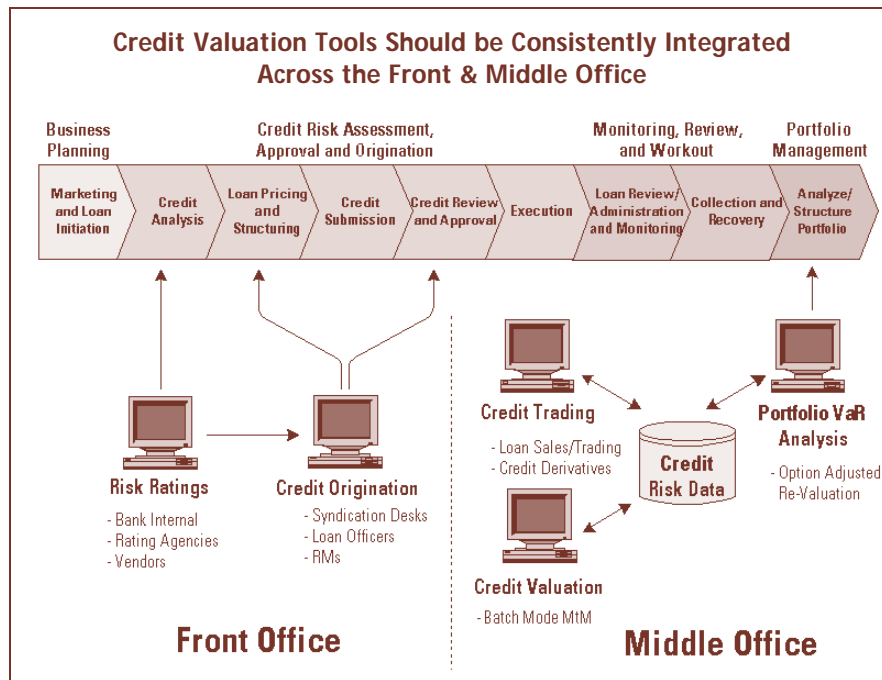 Credit Valuation Tools Should be Consistently Integrated
Across the Front & Middle Office
Business
Planning
Credit Risk Assessment,
Approval and Origination
Monitoring, Review,
and Workout
Portfolio
Management
Marketing
and Loan
Initiation
Credit
Analysis
Loan Pricing
and
Structuring
Credit
Submission
Credit Review
and Approval
Execution
Loan Review/
Administration
and Monitoring
Collection and
Recovery
Analyze/
Structure
Portfolio
Risk Ratings
- Bank Internal
- Rating Agencies
- Vendors
Credit Origination
- Syndication Desks
- Loan Officers
- RMs
Credit Trading
- Loan Sales/Trading
- Credit Derivatives
Credit
Risk Data
Portfolio VaR
Analysis
- Option Adjusted
Re-Valuation
Credit Valuation
- Batch Mode MtM
Front Office
Middle Office